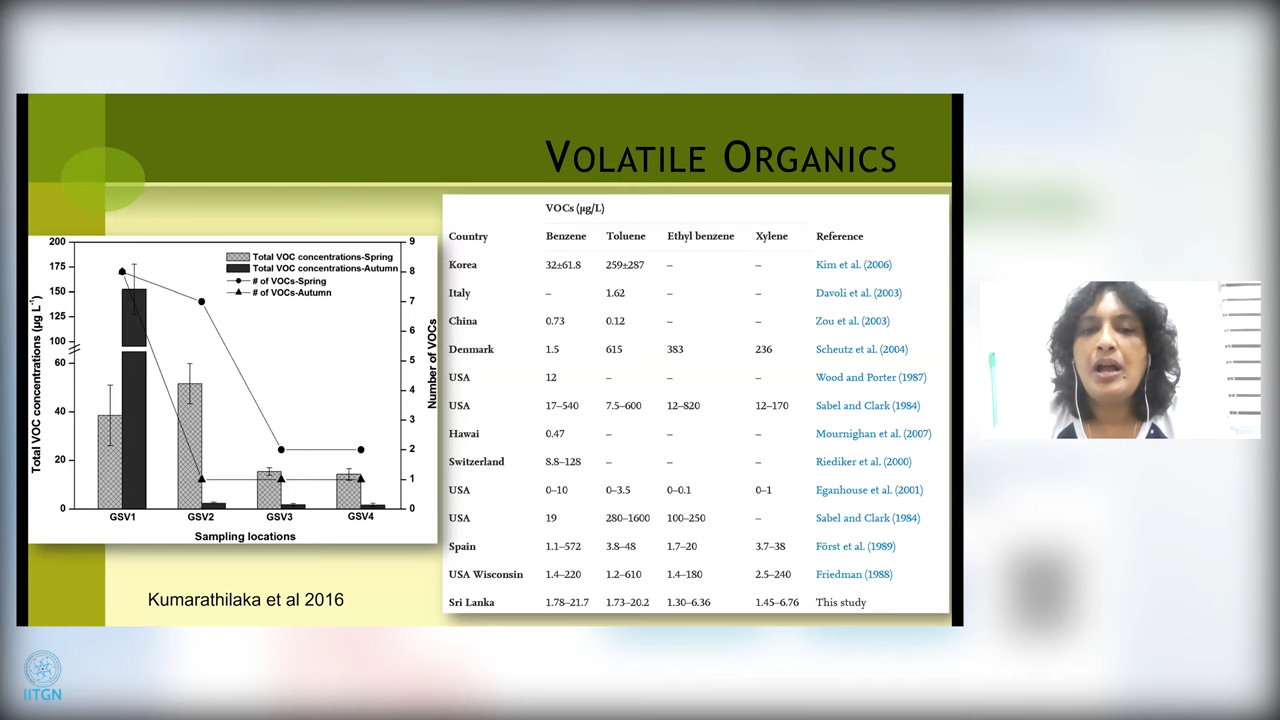 VOLATILE ORGANICS
200
175
150
125
100
60
40
20
0
Total VOC concentrations (µg L⁻¹)
Total VOC concentrations-Spring
Total VOC concentrations-Autumn
# of VOCs-Spring
# of VOCs-Autumn
9
8
7
6
5
4
3
2
1
0
Number of VOCs
GSV1 GSV2 GSV3 GSV4
Sampling locations
Kumarathilaka et al 2016
VOCs (µg/L)
Country Benzene Toluene Ethyl benzene Xylene Reference
Korea 32±61.8 259±287 – – Kim et al. (2006)
Italy – 1.62 – – Davoli et al. (2003)
China 0.73 0.12 – – Zou et al. (2003)
Denmark 1.5 615 383 236 Scheutz et al. (2004)
USA 12 – – – Wood and Porter (1987)
USA 17–540 7.5–600 12–820 12–170 Sabel and Clark (1984)
Hawai 0.47 – – – Mournighan et al. (2007)
Switzerland 8.8–128 – – – Riediker et al. (2000)
USA 0–10 0–3.5 0–0.1 0–1 Eganhouse et al. (2001)
USA 19 280–1600 100–250 – Sabel and Clark (1984)
Spain 1.1–572 3.8–48 1.7–20 3.7–38 Först et al. (1989)
USA Wisconsin 1.4–220 1.2–610 1.4–180 2.5–240 Friedman (1988)
Sri Lanka 1.78–21.7 1.73–20.2 1.30–6.36 1.45–6.76 This study
IITGN